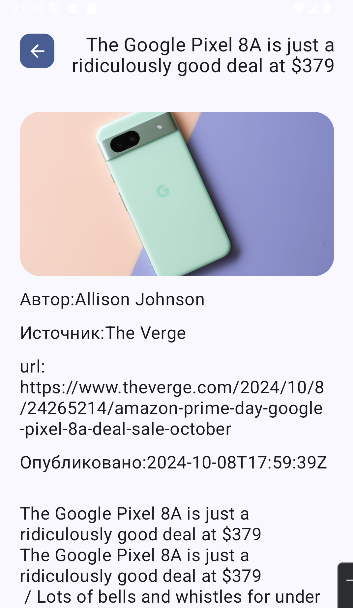 The Google Pixel 8A is just a
ridiculously good deal at $379
Автор:Allison Johnson
Источник:The Verge
url:
https://www.theverge.com/2024/10/8
/24265214/amazon-prime-day-google
-pixel-8a-deal-sale-october
Опубликовано:2024-10-08T17:59:39Z
The Google Pixel 8A is just a
ridiculously good deal at $379
The Google Pixel 8A is just a
ridiculously good deal at $379
/ Lots of bells and whistles for under